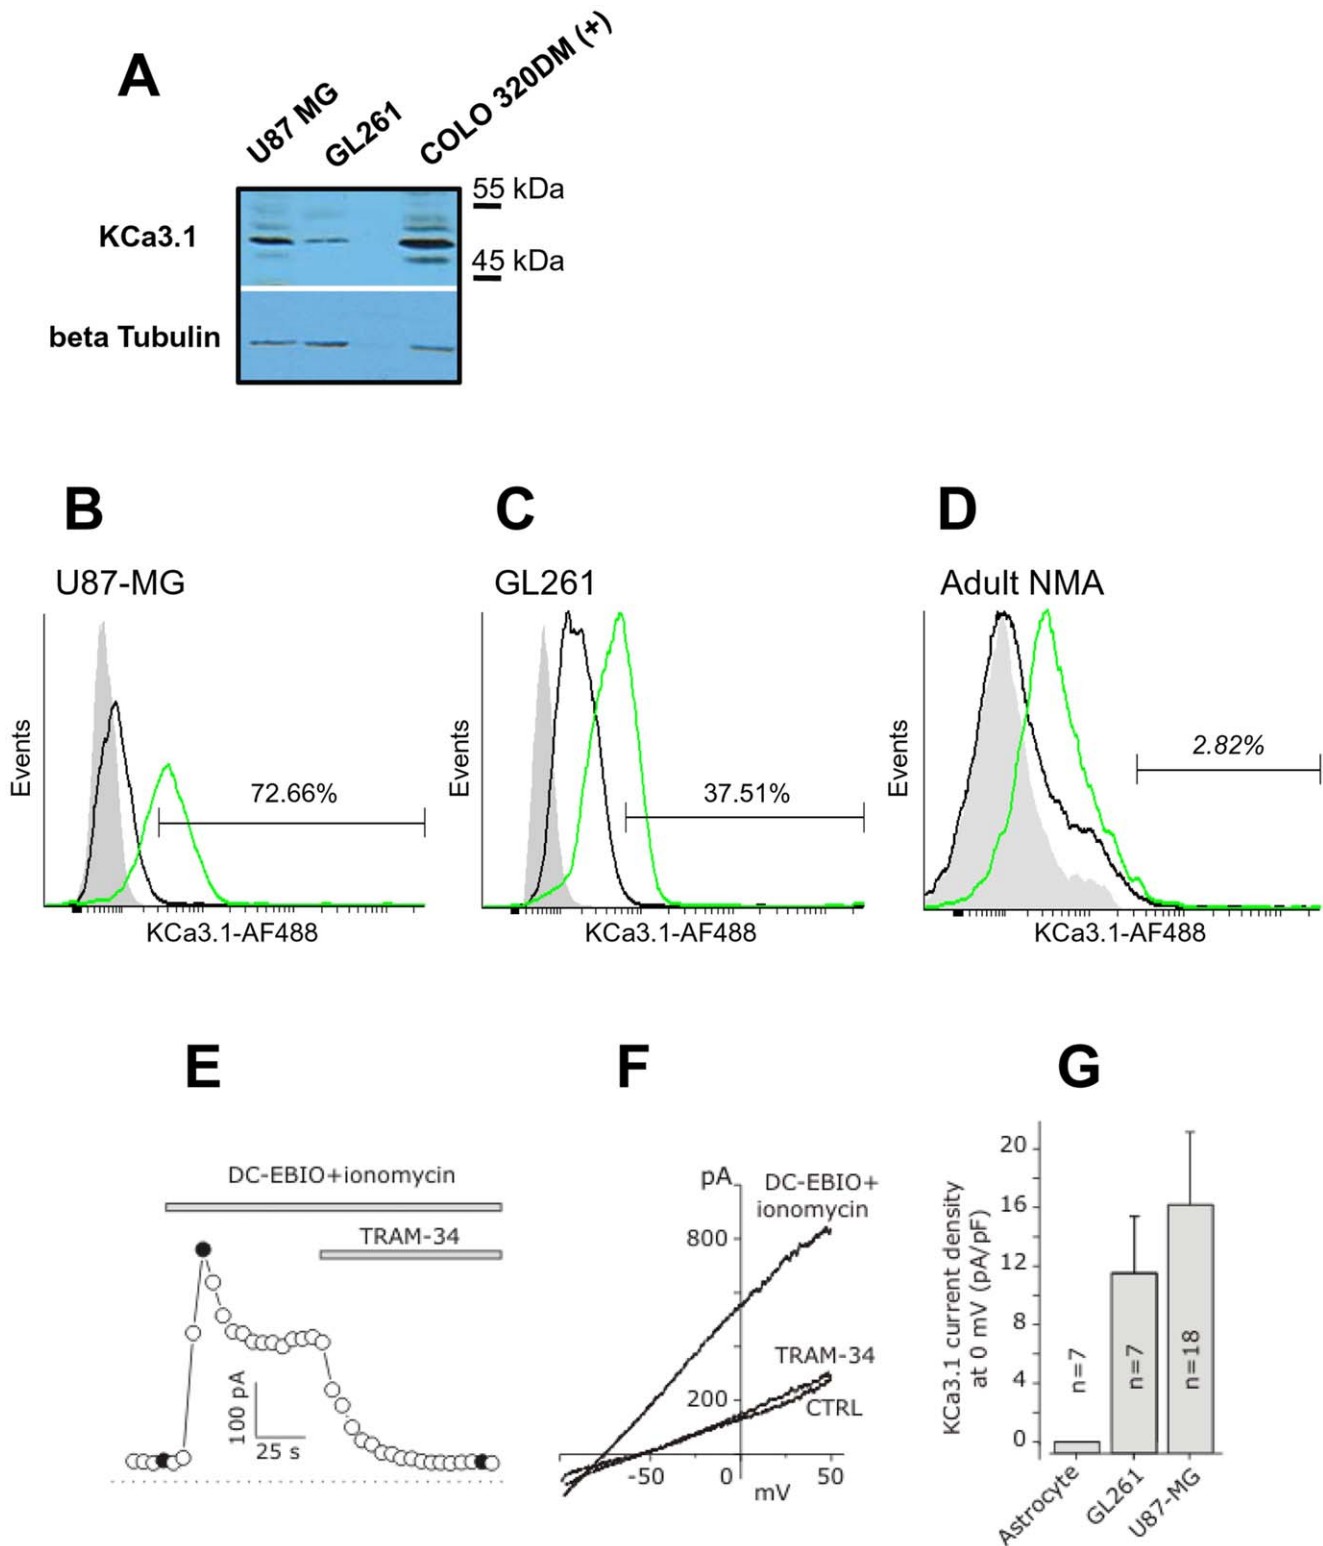 A
U87 MG
GL261
COLO 320DM (+)
55 kDa
KCa3.1
45 kDa
beta Tubulin
B
C
D
U87-MG
GL261
Adult NMA
Events
72.66%
KCa3.1-AF488
Events
37.51%
KCa3.1-AF488
Events
2.82%
KCa3.1-AF488
E
F
G
DC-EBIO+ionomycin
TRAM-34
100 pA
25 s
pA
DC-EBIO+
ionomycin
800
TRAM-34
200
CTRL
-50
0
50
mV
KCa3.1 current density
at 0 mV (pA/pF)
20
16
12
8
4
0
n=7
n=7
n=18
Astrocyte
GL261
U87-MG